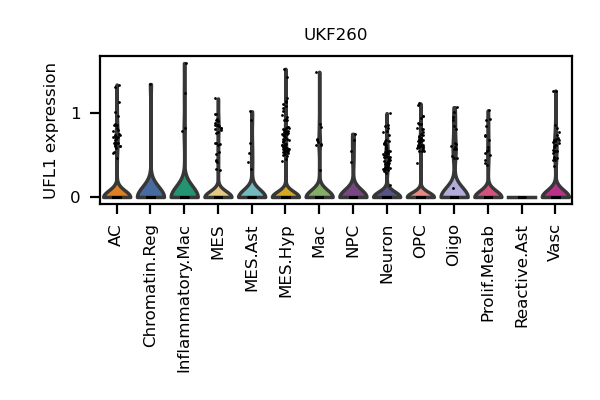 UKF260
UFL1 expression
1
0
AC
Chromatin.Reg
Inflammatory.Mac
MES
MES.Ast
MES.Hyp
Mac
NPC
Neuron
OPC
Oligo
Prolif.Metab
Reactive.Ast
Vasc